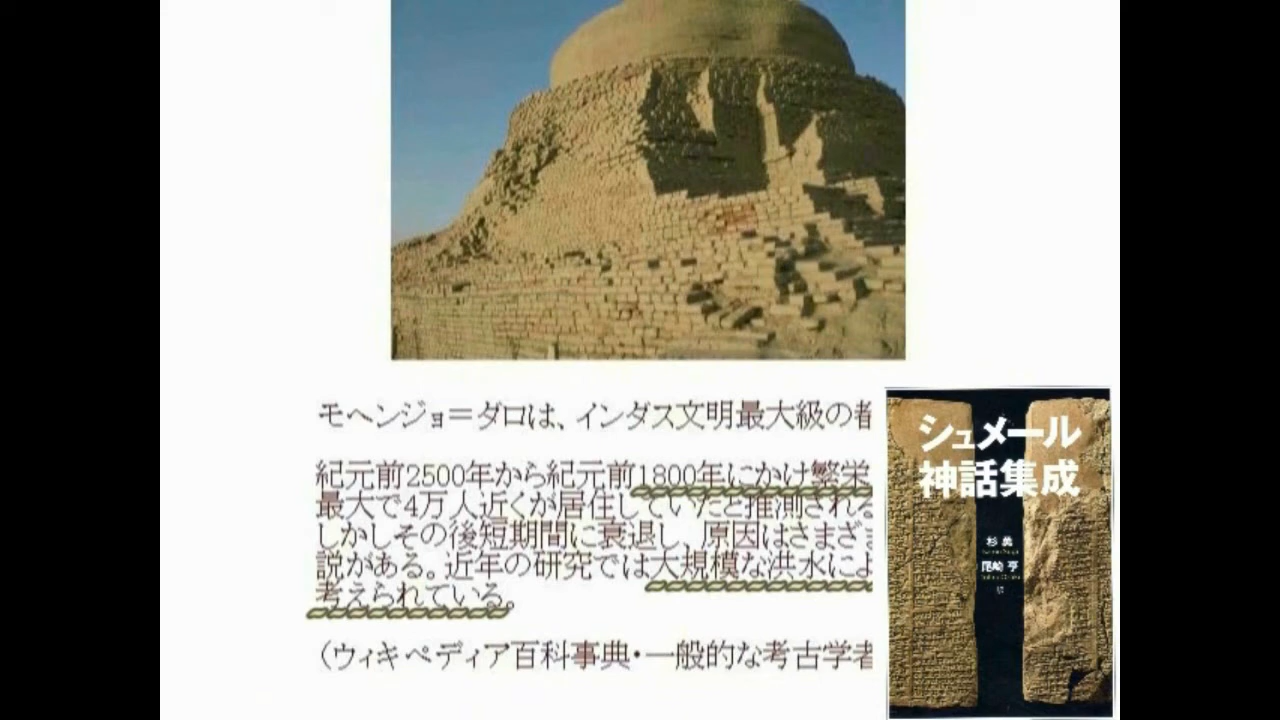 モヘンジョ＝ダロは、インダス文明最大級の都
紀元前2500年から紀元前1800年にかけ繁栄
最大で4万人近くが居住していたと推測される
しかしその後短期間に衰退し、原因はさまざ
説がある。近年の研究では大規模な洪水によ
考えられている。
（ウィキペディア百科事典・一般的な考古学者
シュメール
神話集成
杉 勇
尾崎 亨
訳